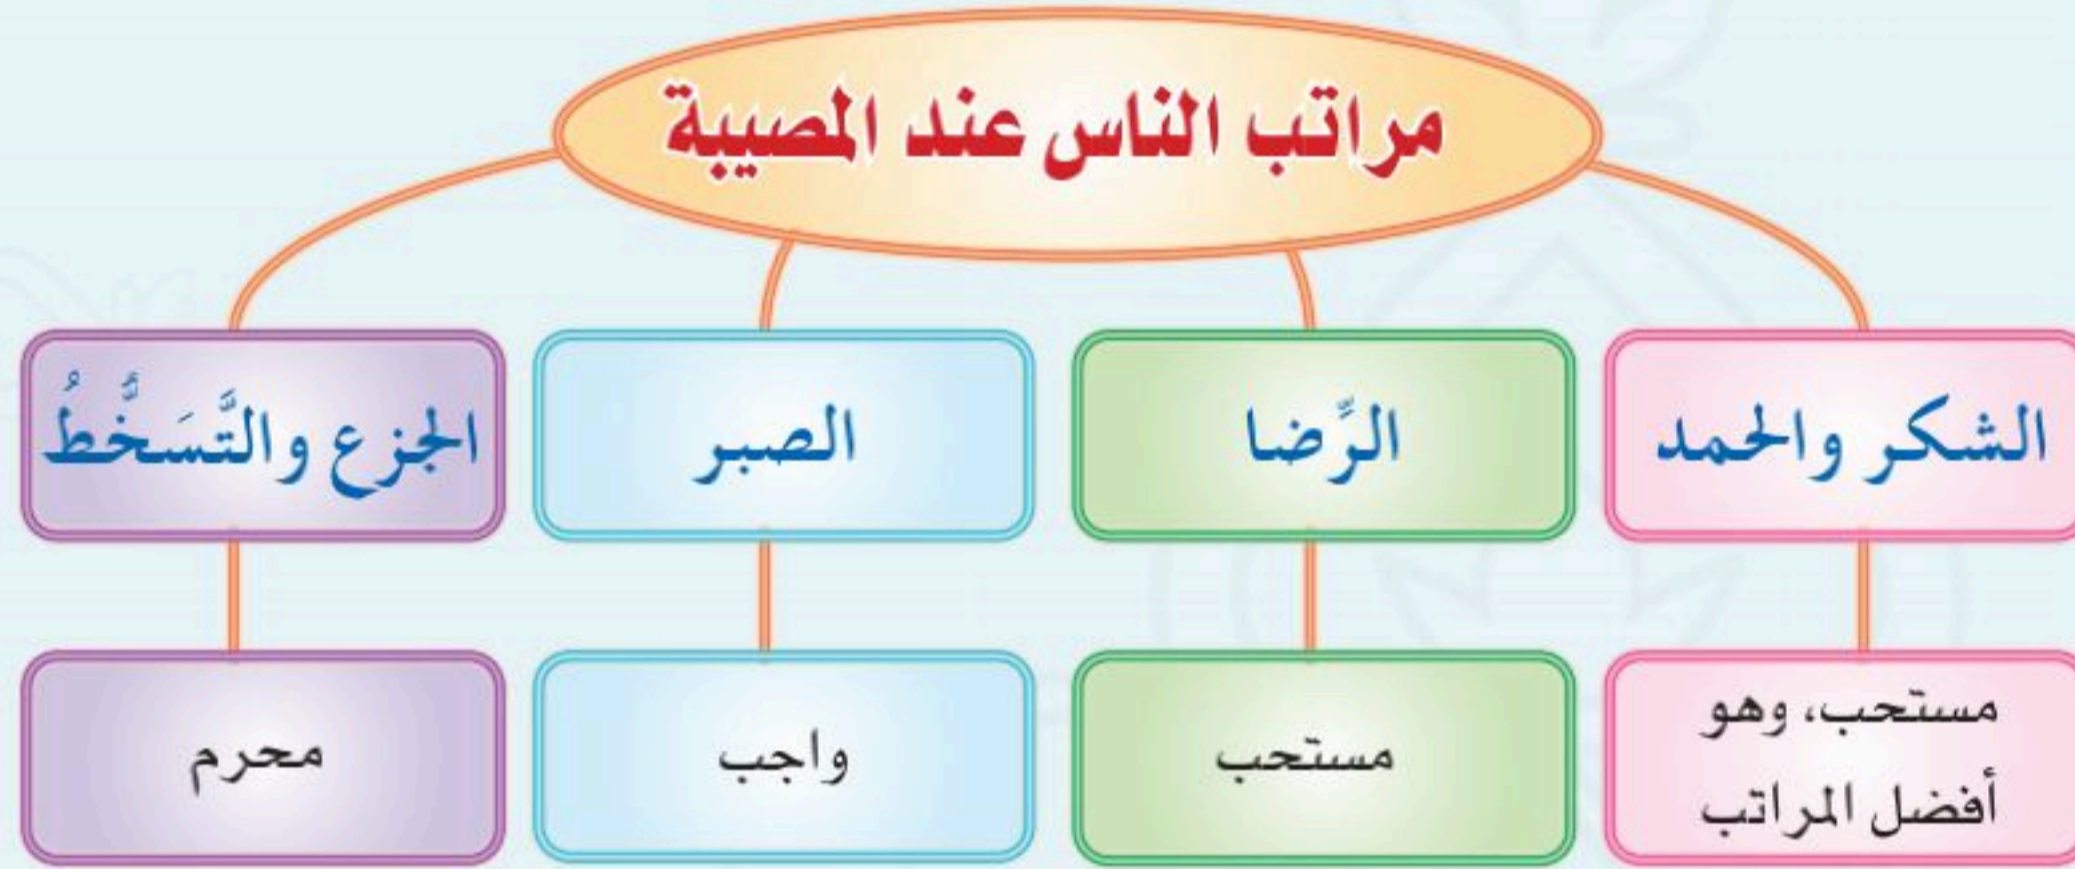 مراتب الناس عند المصيبة
الشكر والحمد
الرِّضا
الصبر
الجزع والتَّسَخُّطُ
مستحب، وهو
أفضل المراتب
مستحب
واجب
محرم